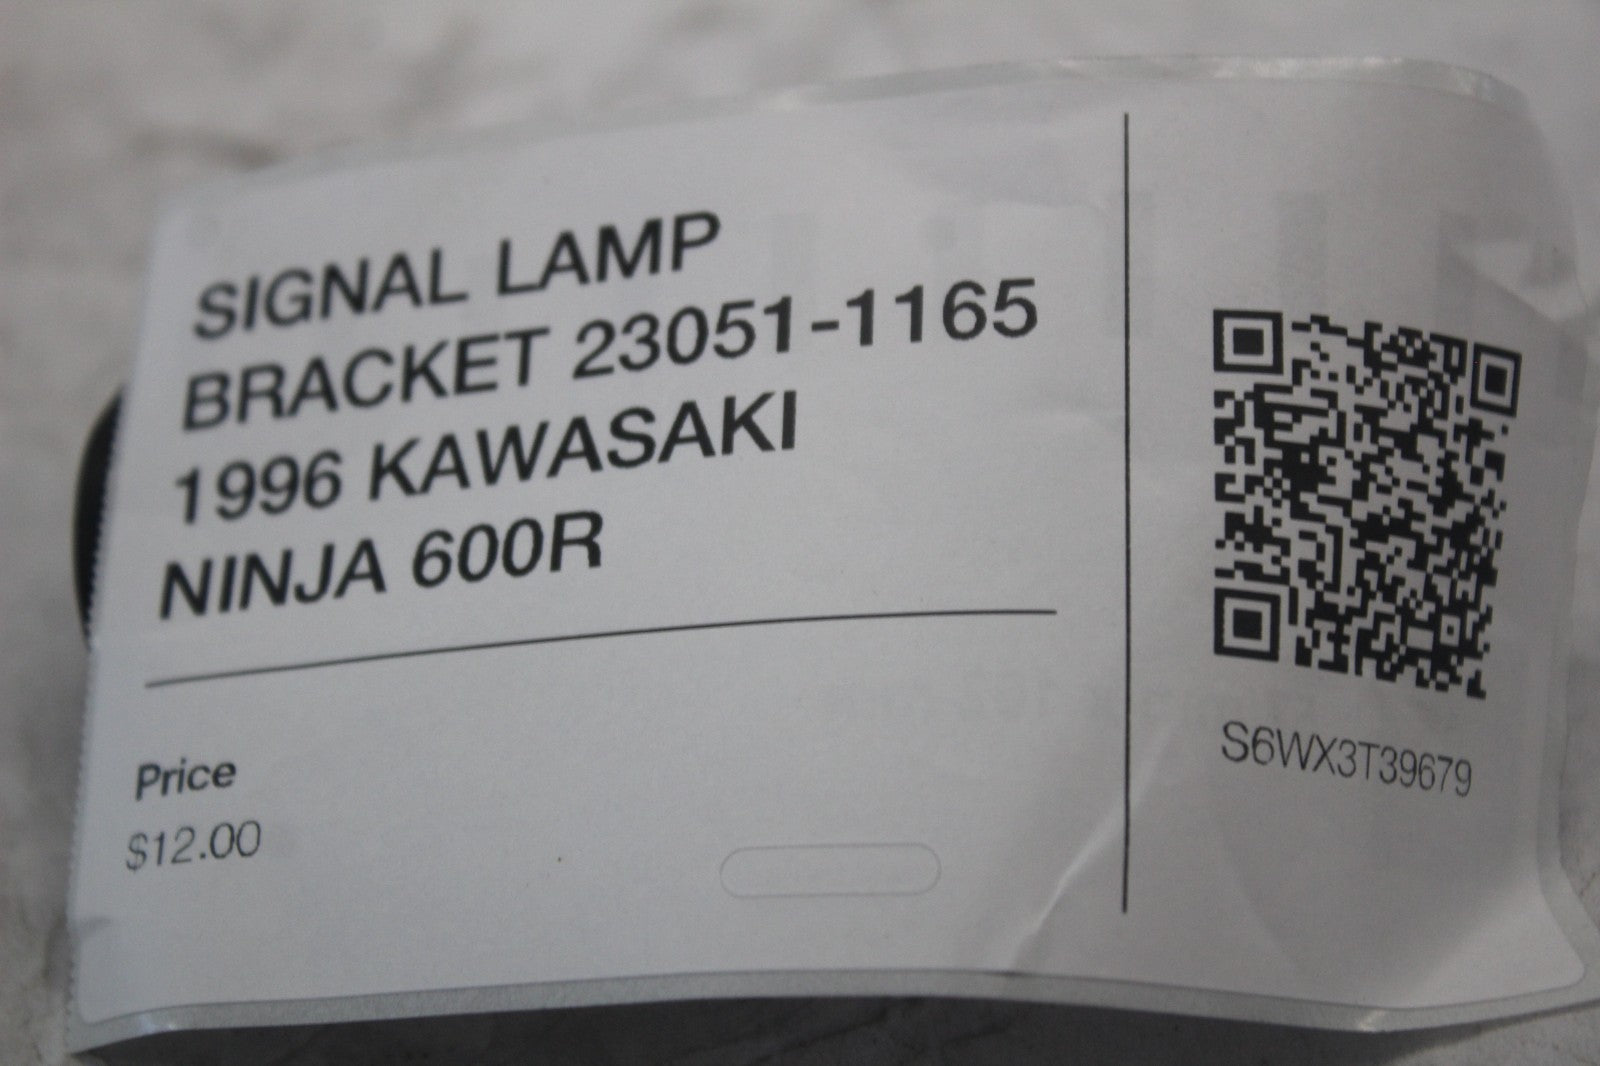 SIGNAL LAMP
BRACKET 23051-1165
1996 KAWASAKI
NINJA 600R
Price
$12.00
S6WX3T39679